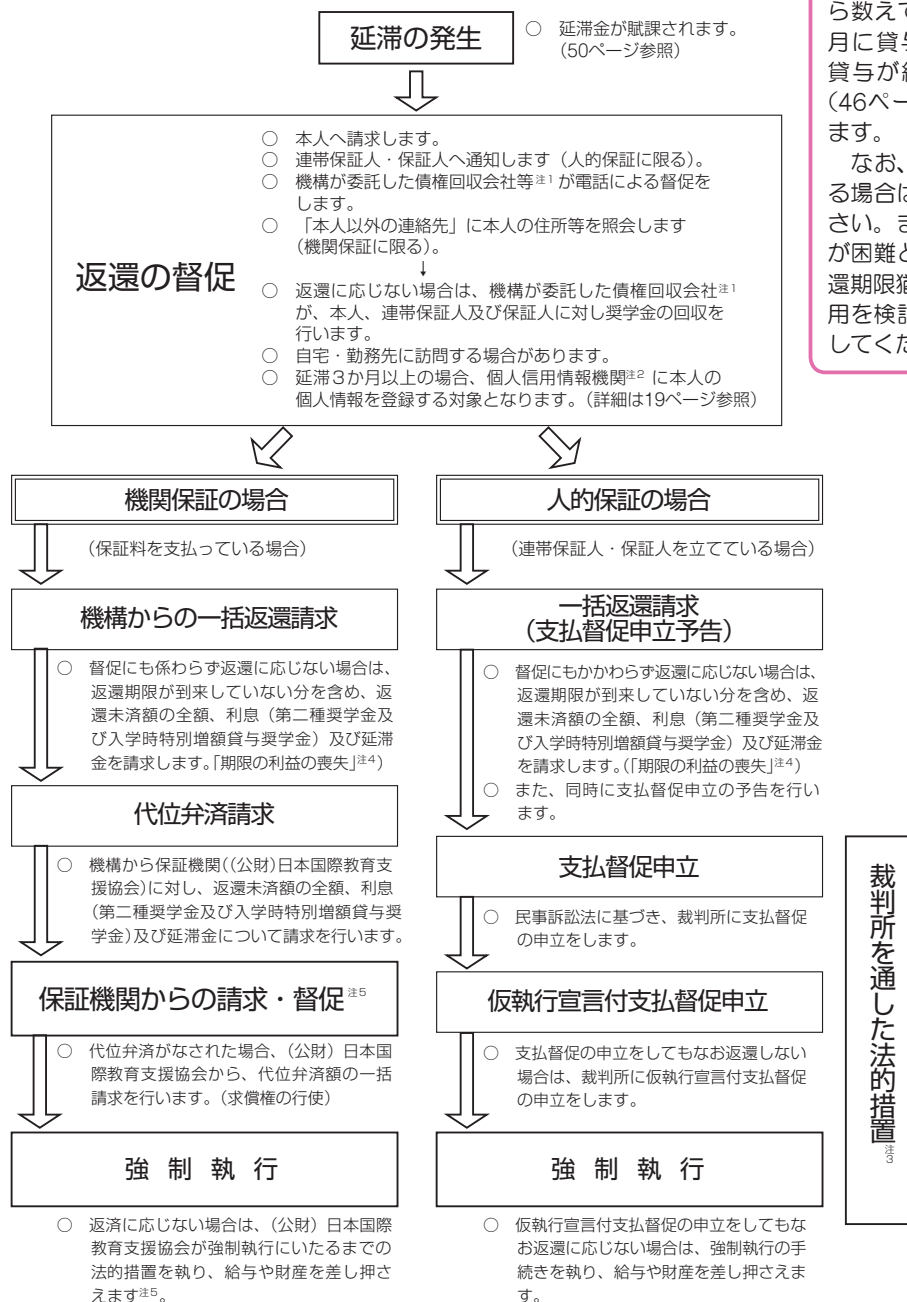 延滞の発生
○ 延滞金が賦課されます。
(50ページ参照)
返還の督促
○ 本人へ請求します。
○ 連帯保証人・保証人へ通知します(人的保証に限る)。
○ 機構が委託した債権回収会社等注1が電話による督促を
します。
○ 「本人以外の連絡先」に本人の住所等を照会します
(機関保証に限る)。
↓
○ 返還に応じない場合は、機構が委託した債権回収会社注1
が、本人、連帯保証人及び保証人に対し奨学金の回収を
行います。
○ 自宅・勤務先に訪問する場合があります。
○ 延滞3か月以上の場合、個人信用情報機関注2 に本人の
個人情報を登録する対象となります。(詳細は19ページ参照)
機関保証の場合
(保証料を支払っている場合)
機構からの一括返還請求
○ 督促にも係わらず返還に応じない場合は、
返還期限が到来していない分を含め、返
還未済額の全額、利息(第二種奨学金及
び入学時特別増額貸与奨学金)及び延滞
金を請求します。「期限の利益の喪失」注4)
代位弁済請求
○ 機構から保証機関((公財)日本国際教育支
援協会)に対し、返還未済額の全額、利息
(第二種奨学金及び入学時特別増額貸与奨
学金)及び延滞金について請求を行います。
保証機関からの請求・督促注5
○ 代位弁済がなされた場合、(公財)日本国
際教育支援協会から、代位弁済額の一括
請求を行います。(求償権の行使)
強制執行
○ 返済に応じない場合は、(公財)日本国際
教育支援協会が強制執行にいたるまでの
法的措置を執り、給与や財産を差し押さ
えます注5。
人的保証の場合
(連帯保証人・保証人を立てている場合)
一括返還請求
(支払督促申立予告)
○ 督促にもかかわらず返還に応じない場合は、
返還期限が到来していない分を含め、返
還未済額の全額、利息(第二種奨学金及
び入学時特別増額貸与奨学金)及び延滞金
を請求します。(「期限の利益の喪失」注4)
○ また、同時に支払督促申立の予告を行い
ます。
支払督促申立
○ 民事訴訟法に基づき、裁判所に支払督促
の申立をします。
仮執行宣言付支払督促申立
○ 支払督促の申立をしてもなお返還しない
場合は、裁判所に仮執行宣言付支払督促
の申立をします。
強制執行
○ 仮執行宣言付支払督促の申立をしてもな
お返還に応じない場合は、強制執行の手
続きを執り、給与や財産を差し押さえま
す。
裁判所を通した法的措置注3
ら数えて
月に貸与
貸与が
(46ペー
ます。
なお、
る場合は
さい。ま
が困難と
還期限猶
用を検討
してくだ